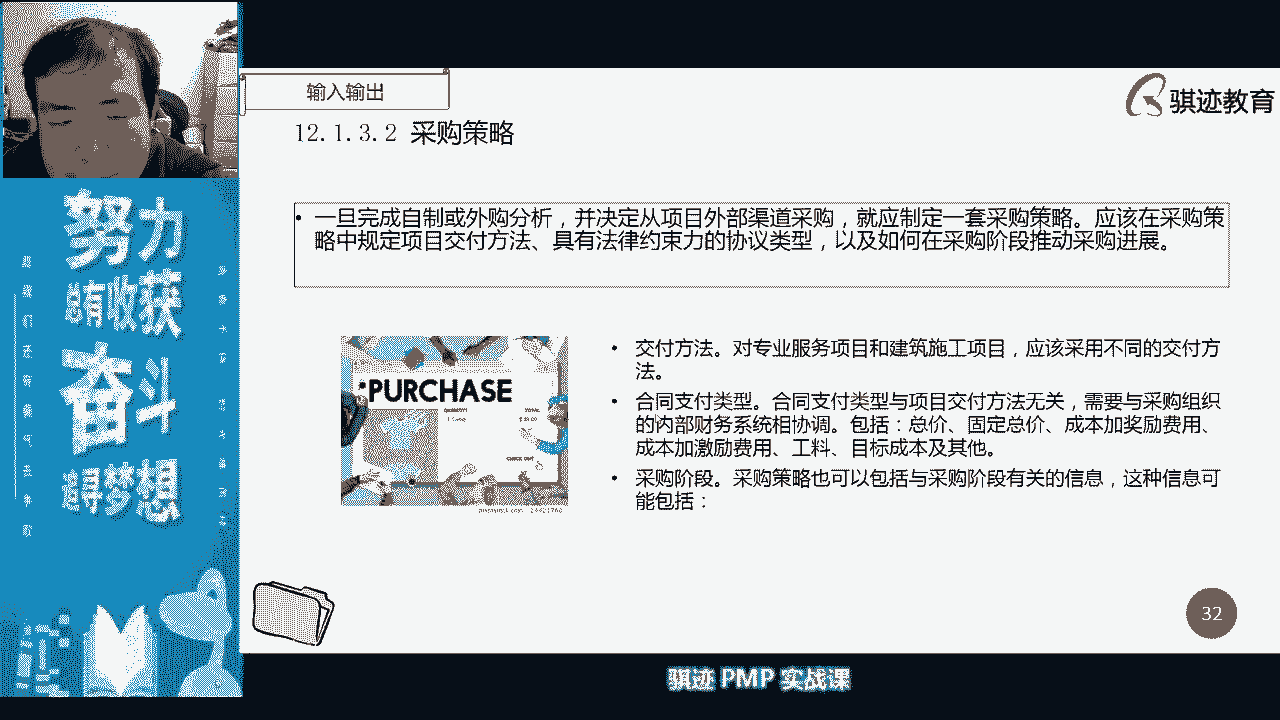 输入输出
骐迹教育
12.1.3.2 采购策略
• 一旦完成自制或外购分析，并决定从项目外部渠道采购，就应制定一套采购策略。应该在采购策
略中规定项目交付方法、具有法律约束力的协议类型，以及如何在采购阶段推动采购进展。
努力
总有收获
奋斗
追寻梦想
PURCHASE
• 交付方法。对专业服务项目和建筑施工项目，应该采用不同的交付方
法。
• 合同支付类型。合同支付类型与项目交付方法无关，需要与采购组织
的内部财务系统相协调。包括：总价、固定总价、成本加奖励费用、
成本加激励费用、工料、目标成本及其他。
• 采购阶段。采购策略也可以包括与采购阶段有关的信息，这种信息可
能包括：
32
骐迹 PMP 实战课